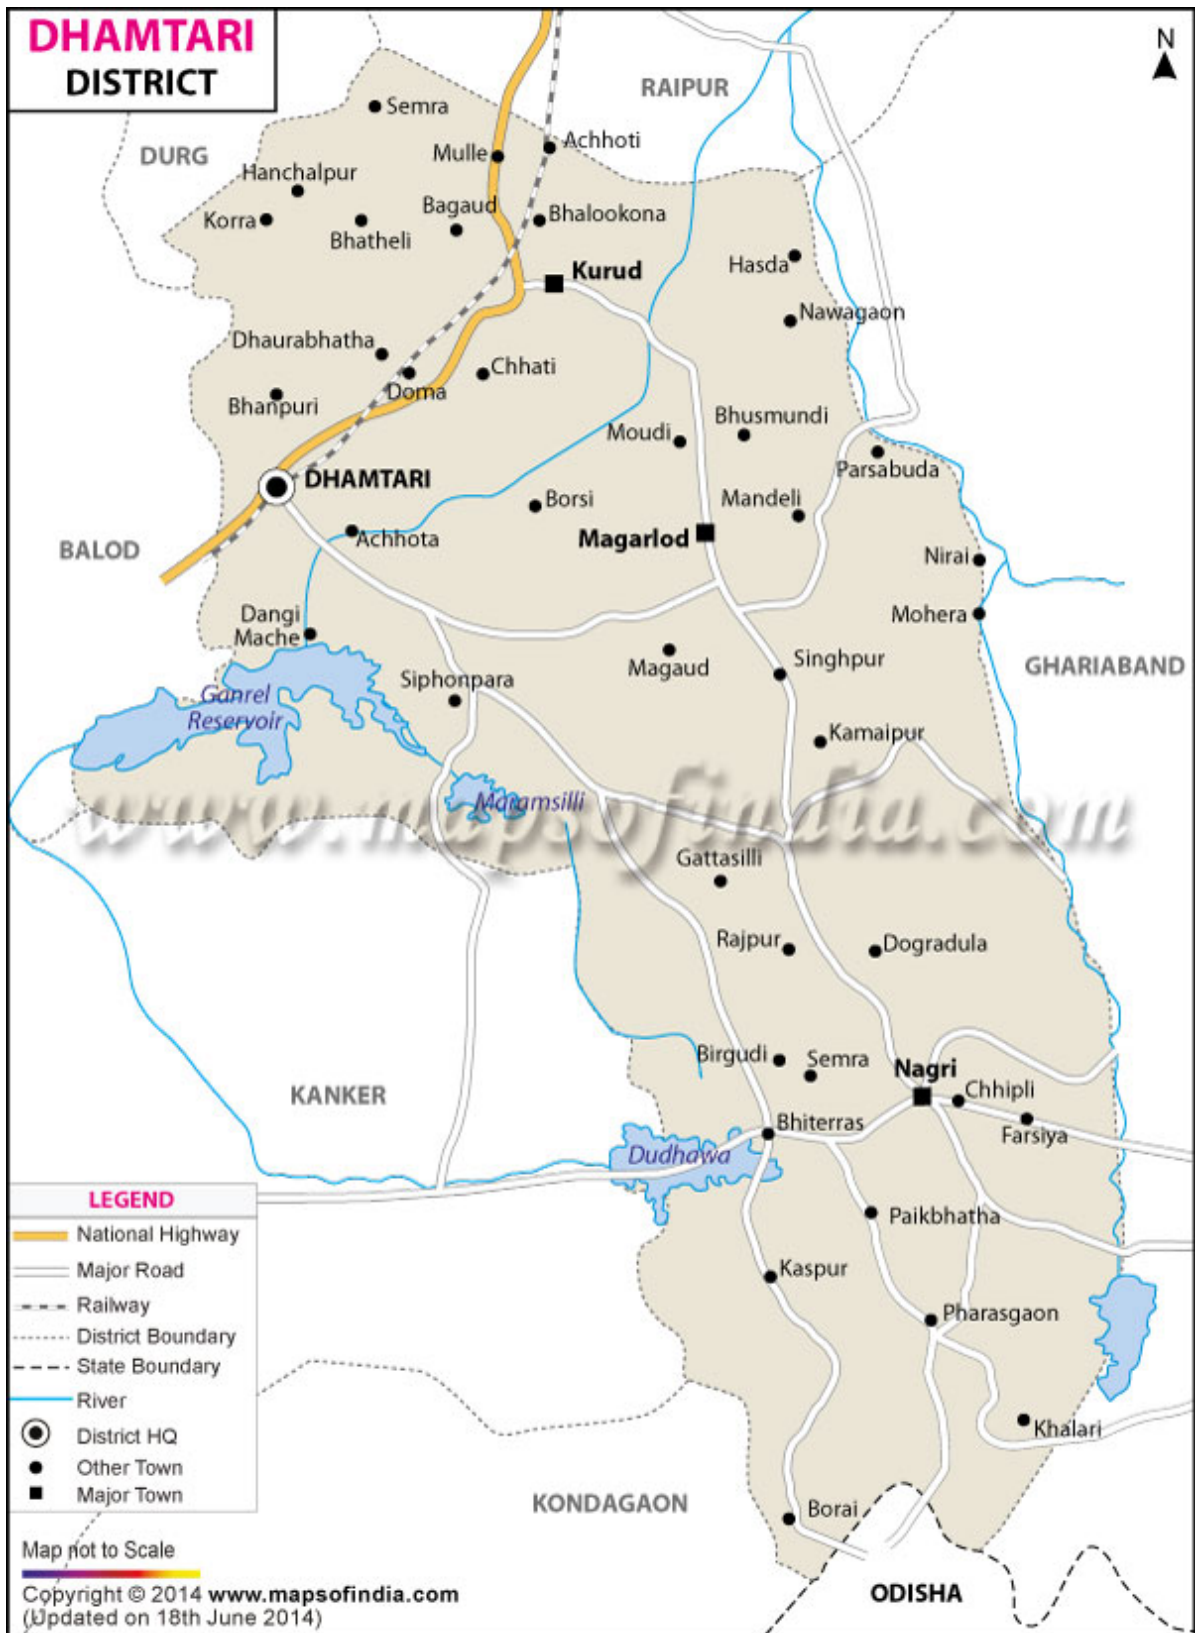 DHAMTARI
DISTRICT
N
RAIPUR
Semra
DURG
Mulle
Achhoti
Hanchalpur
Korra
Bhatheli
Bagaud
Bhalookona
Hasda
Kurud
Nawagaon
Dhaurabhatha
Doma
Chhati
Bhanpuri
Moudi
Bhusmundi
Parsabuda
DHAMTARI
Borsi
Mandeli
Achhota
Magarlod
BALOD
Nirai
Dangi
Mache
Mohera
Magaud
Singhpur
GHARIABAND
Siphonpara
Ganrel
Reservoir
Kamaipur
Maramsilli
www.mapsofindia.com
Gattasilli
Rajpur
Dogradula
Birgudi
Semra
Nagri
Chhipli
KANKER
Bhiterras
Farsiya
Dudhawa
Paikbhatha
Kaspur
Pharasgaon
Khalari
KONDAGAON
Borai
ODISHA
LEGEND
National Highway
Major Road
Railway
District Boundary
State Boundary
River
District HQ
Other Town
Major Town
Map not to Scale
Copyright © 2014 www.mapsofindia.com
(Updated on 18th June 2014)